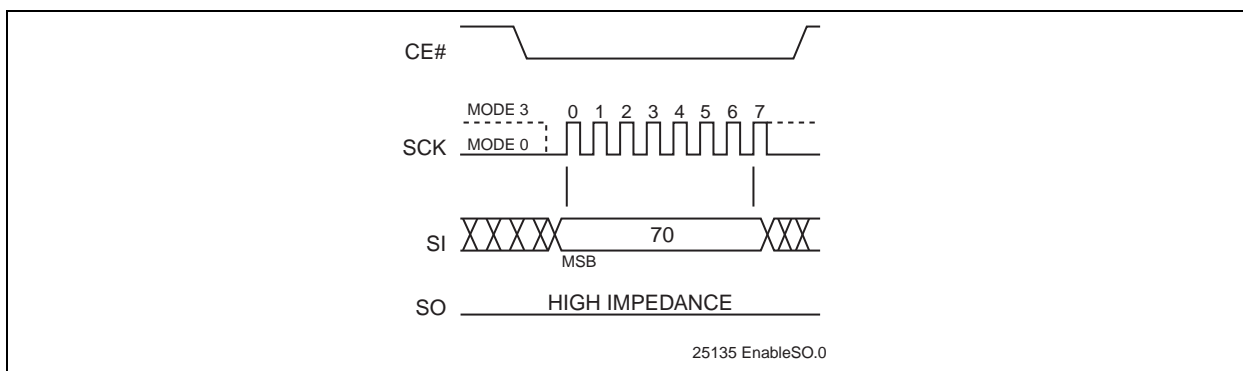 CE#
MODE 3
0 1 2 3 4 5 6 7
SCK
MODE 0
SI
70
MSB
SO
HIGH IMPEDANCE
25135 EnableSO.0